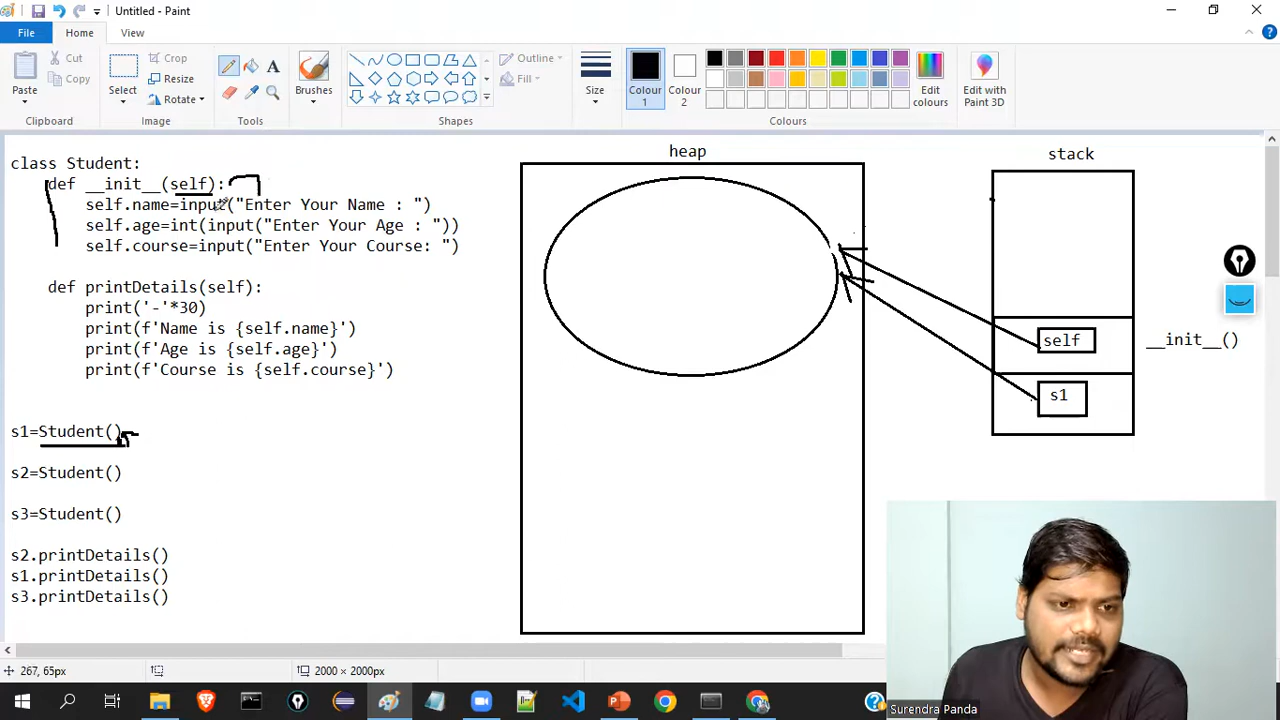 Untitled - Paint
File
Home
View
Paste
Cut
Copy
Clipboard
Select
Crop
Resize
Rotate
Image
A
Tools
Brushes
Outline
Fill
Shapes
Size
Colour 1
Colour 2
Edit colours
Edit with Paint 3D
Colours
class Student:
def __init__(self):
self.name=input("Enter Your Name : ")
self.age=int(input("Enter Your Age : "))
self.course=input("Enter Your Course: ")
def printDetails(self):
print('-'*30)
print(f'Name is {self.name}')
print(f'Age is {self.age}')
print(f'Course is {self.course}')
s1=Student()
s2=Student()
s3=Student()
s2.printDetails()
s1.printDetails()
s3.printDetails()
heap
stack
self
__init__()
s1
267, 65px
2000 × 2000px
Surendra Panda